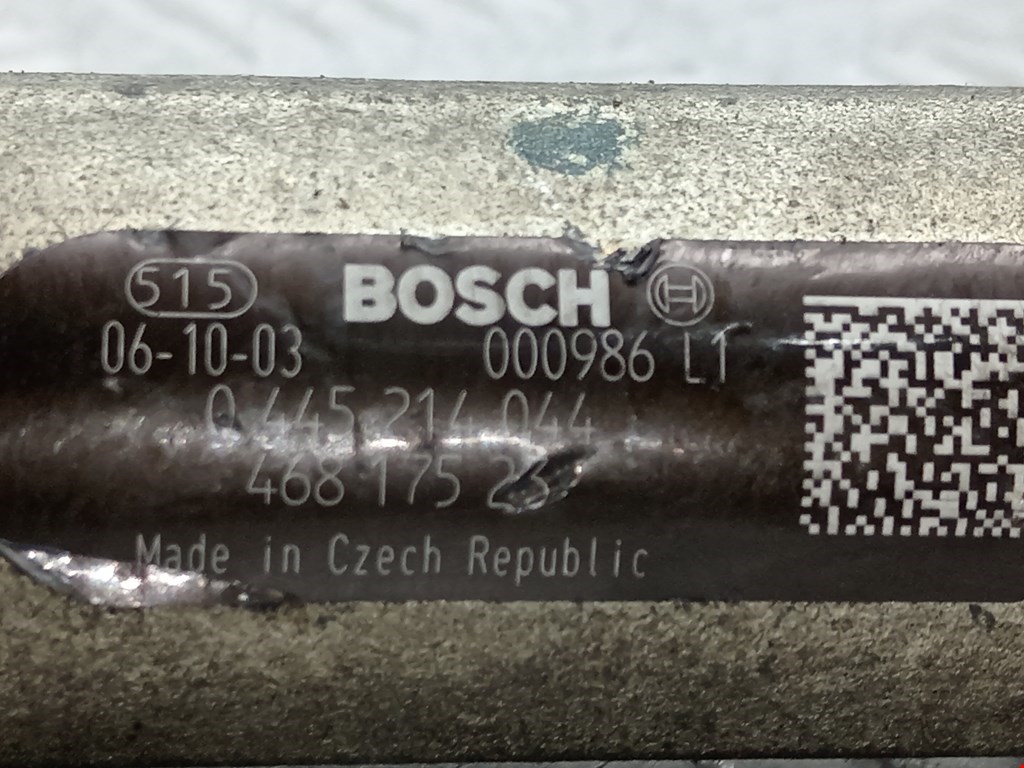 515 BOSCH
06-10-03 000986 L1
0 445 214 044
468 175
Made in Czech Republic